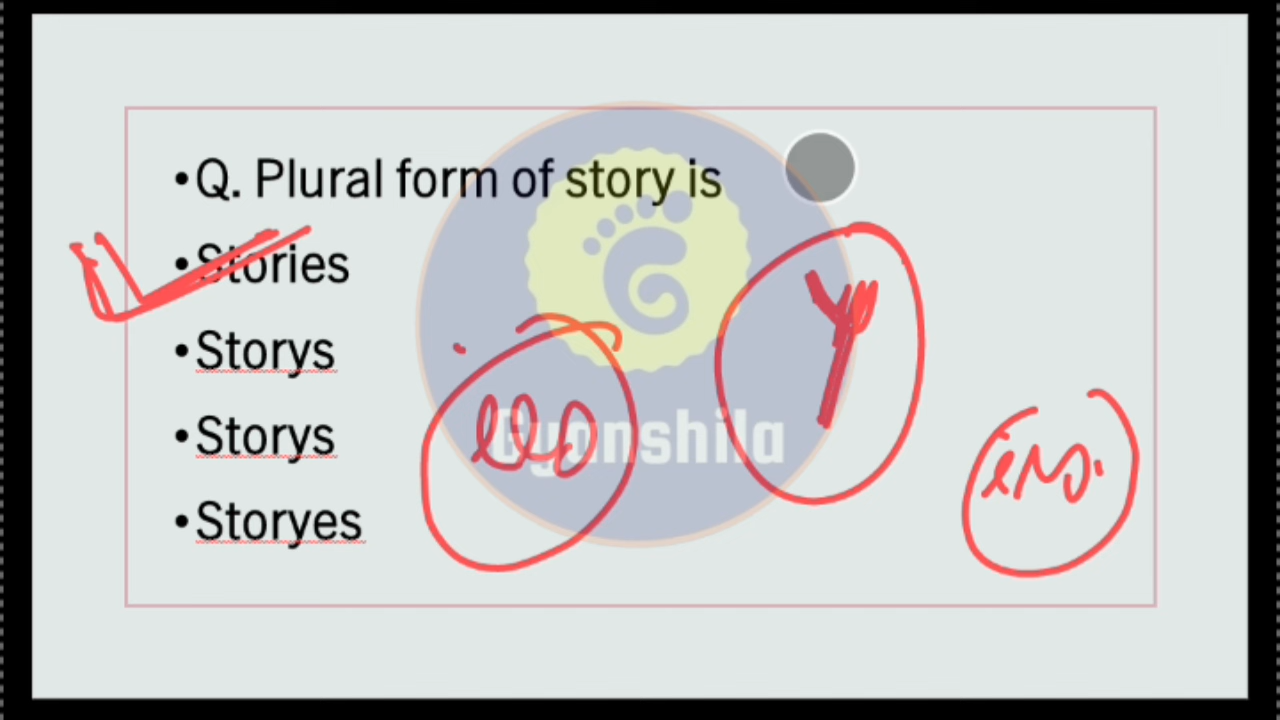 •Q. Plural form of story is
•Stories
•Storys
•Storys
•Storyes
Gyanshila
Y